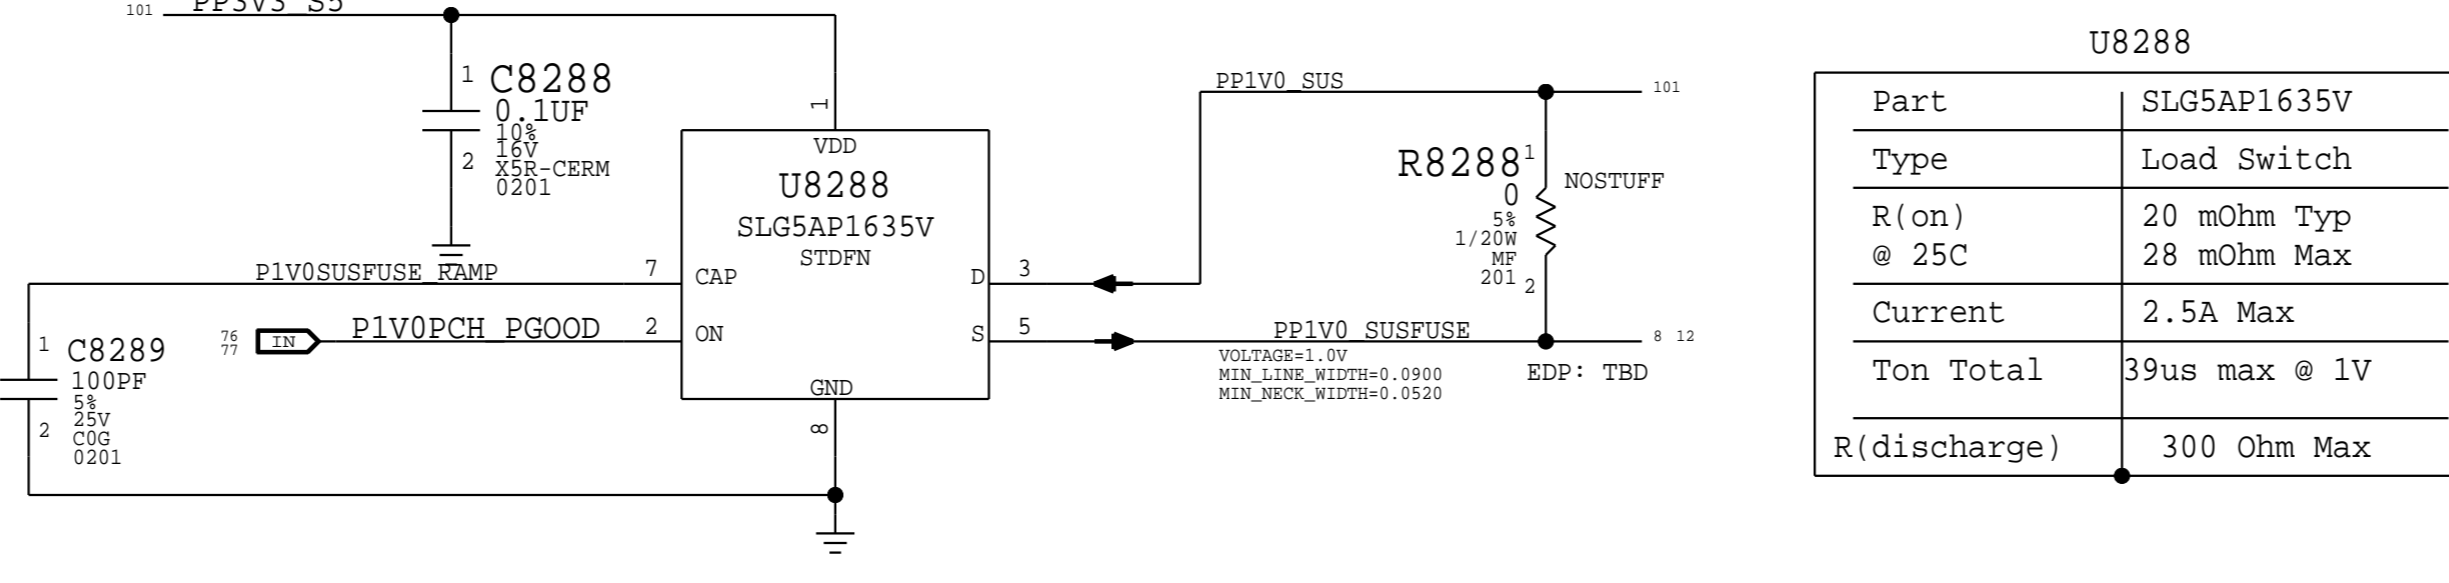 101 PP3V3_S5
1 C8288
0.1UF
10%
16V
2 X5R-CERM
0201
1
VDD
U8288
SLG5AP1635V
STDFN
P1V0SUSFUSE_RAMP 7 CAP
D 3
76
77 IN P1V0PCH_PGOOD 2 ON
S 5
GND
8
1 C8289
100PF
5%
25V
2 C0G
0201
PP1V0_SUS 101
R8288 1
0 NOSTUFF
5%
1/20W
MF
201 2
PP1V0_SUSFUSE 8 12
VOLTAGE=1.0V
MIN_LINE_WIDTH=0.0900
MIN_NECK_WIDTH=0.0520
EDP: TBD
U8288
Part SLG5AP1635V
Type Load Switch
R(on) 20 mOhm Typ
@ 25C 28 mOhm Max
Current 2.5A Max
Ton Total 39us max @ 1V
R(discharge) 300 Ohm Max